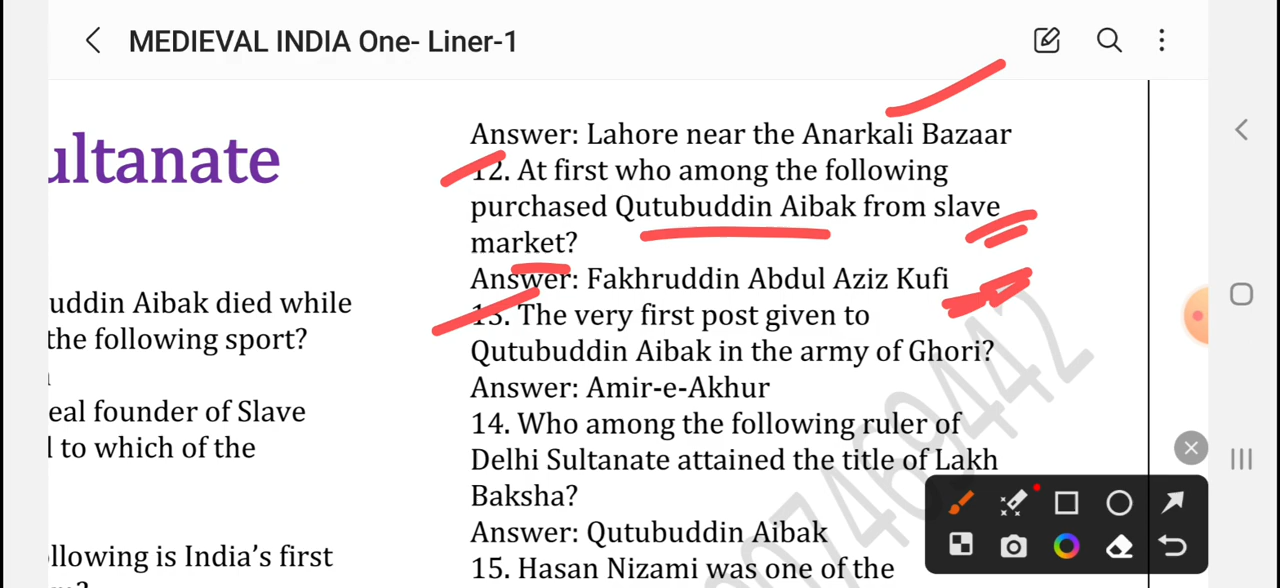 MEDIEVAL INDIA One- Liner-1
ultanate
uddin Aibak died while
the following sport?
eal founder of Slave
to which of the
llowing is India's first
Answer: Lahore near the Anarkali Bazaar
12. At first who among the following
purchased Qutubuddin Aibak from slave
market?
Answer: Fakhruddin Abdul Aziz Kufi
13. The very first post given to
Qutubuddin Aibak in the army of Ghori?
Answer: Amir-e-Akhur
14. Who among the following ruler of
Delhi Sultanate attained the title of Lakh
Baksha?
Answer: Qutubuddin Aibak
15. Hasan Nizami was one of the
007469442